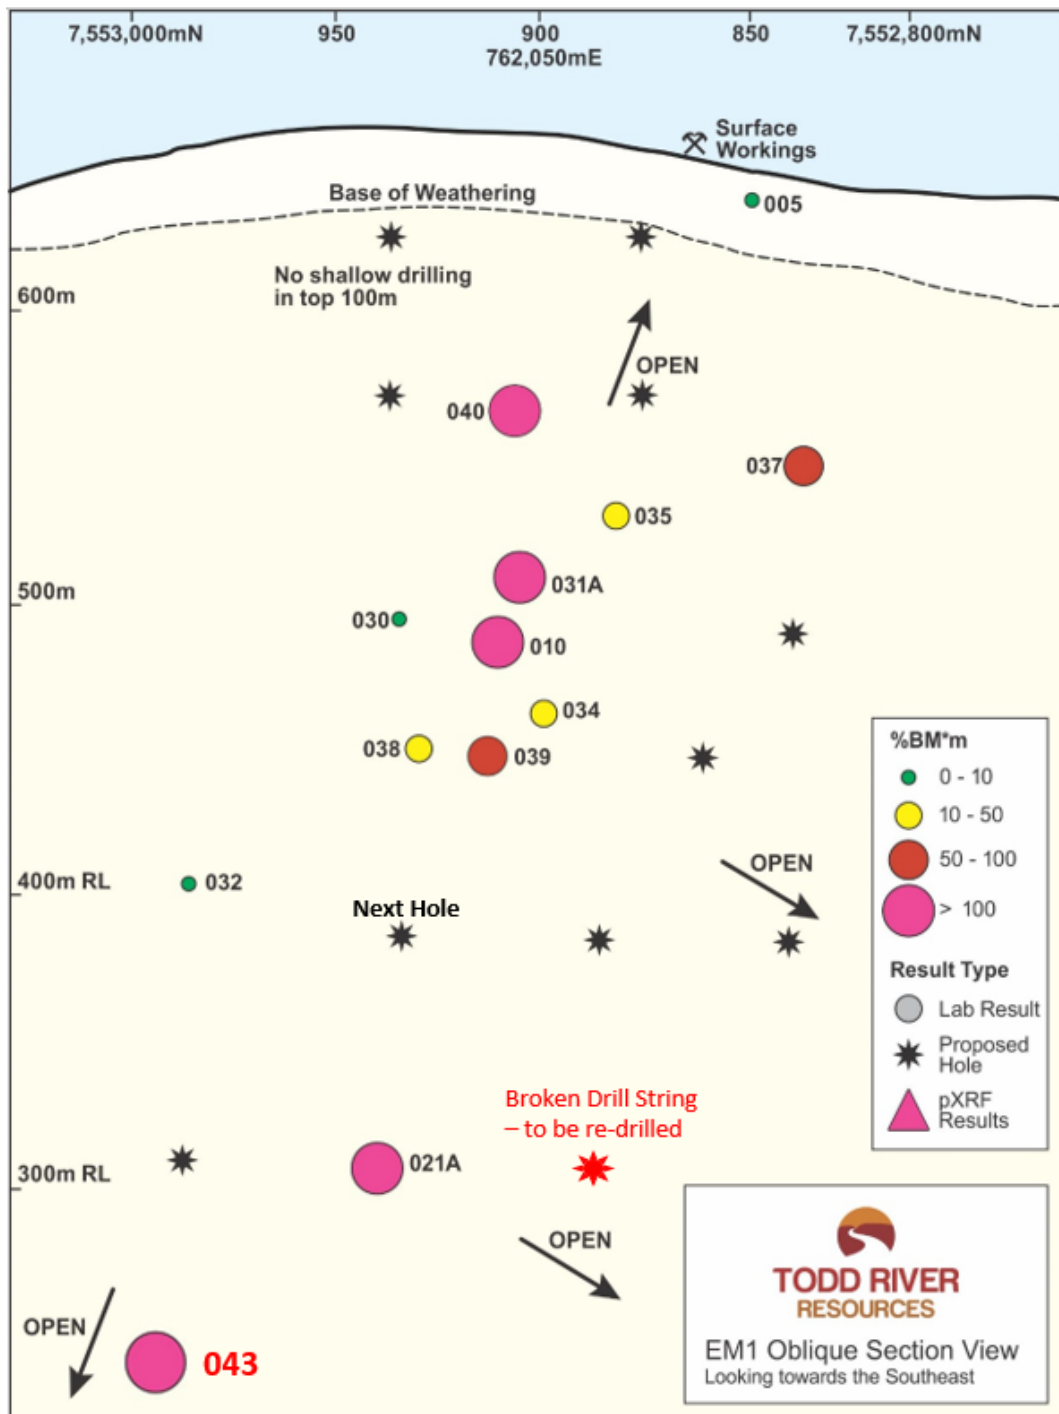 7,553,000mN 950 900 850 7,552,800mN
762,050mE
Surface
Workings
Base of Weathering
005
No shallow drilling
in top 100m
600m
OPEN
040
037
035
500m
031A
030
010
034
038
039
%BM*m
0 - 10
10 - 50
50 - 100
> 100
OPEN
400m RL
032
Next Hole
Result Type
Lab Result
Proposed
Hole
pXRF
Results
Broken Drill String
– to be re-drilled
300m RL
021A
OPEN
OPEN
043
TODD RIVER
RESOURCES
EM1 Oblique Section View
Looking towards the Southeast